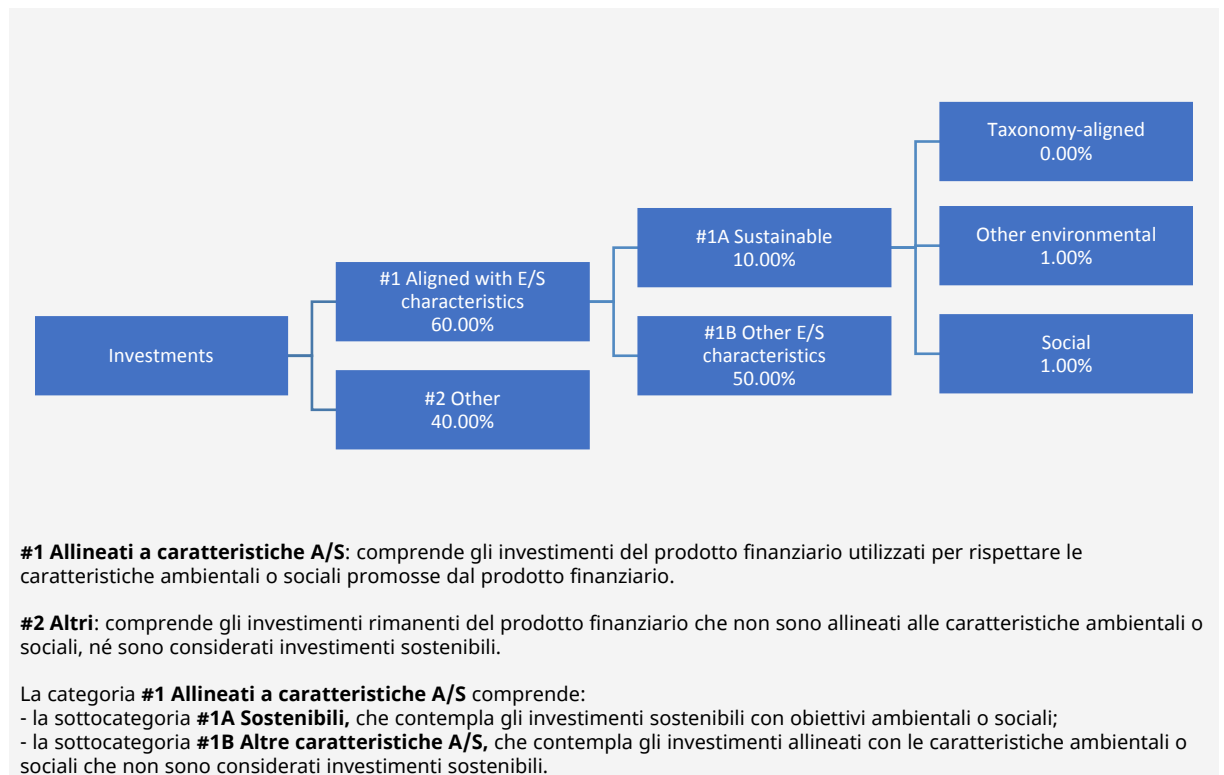 Taxonomy-aligned
0.00%
#1A Sustainable
10.00%
Other environmental
1.00%
#1 Aligned with E/S
characteristics
60.00%
Investments
#1B Other E/S
characteristics
50.00%
Social
1.00%
#2 Other
40.00%
#1 Allineati a caratteristiche A/S: comprende gli investimenti del prodotto finanziario utilizzati per rispettare le
caratteristiche ambientali o sociali promosse dal prodotto finanziario.
#2 Altri: comprende gli investimenti rimanenti del prodotto finanziario che non sono allineati alle caratteristiche ambientali o
sociali, né sono considerati investimenti sostenibili.
La categoria #1 Allineati a caratteristiche A/S comprende:
- la sottocategoria #1A Sostenibili, che contempla gli investimenti sostenibili con obiettivi ambientali o sociali;
- la sottocategoria #1B Altre caratteristiche A/S, che contempla gli investimenti allineati con le caratteristiche ambientali o
sociali che non sono considerati investimenti sostenibili.